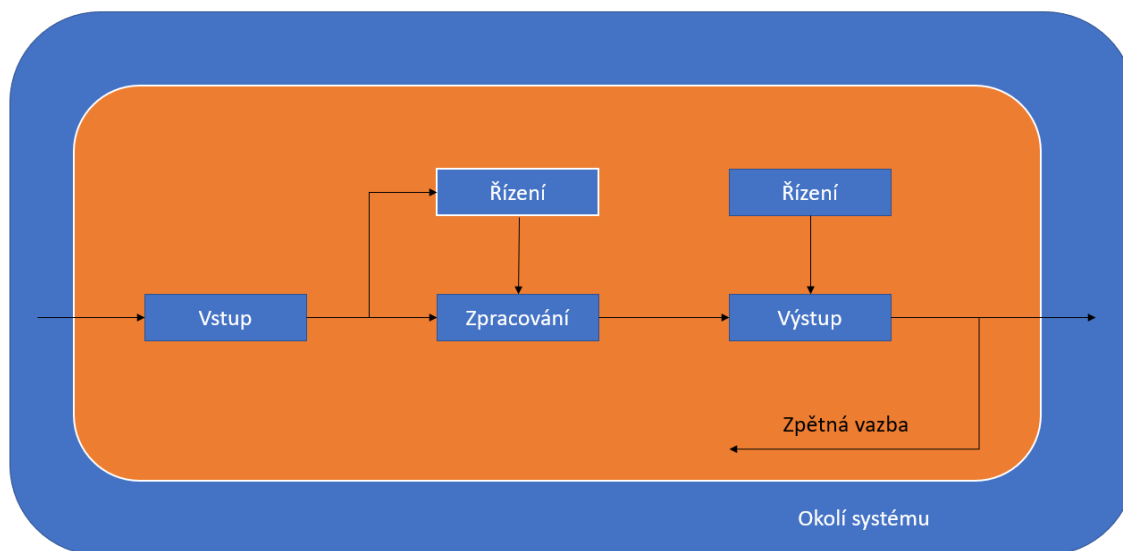 Řízení
Řízení
Vstup
Zpracování
Výstup
Zpětná vazba
Okolí systému